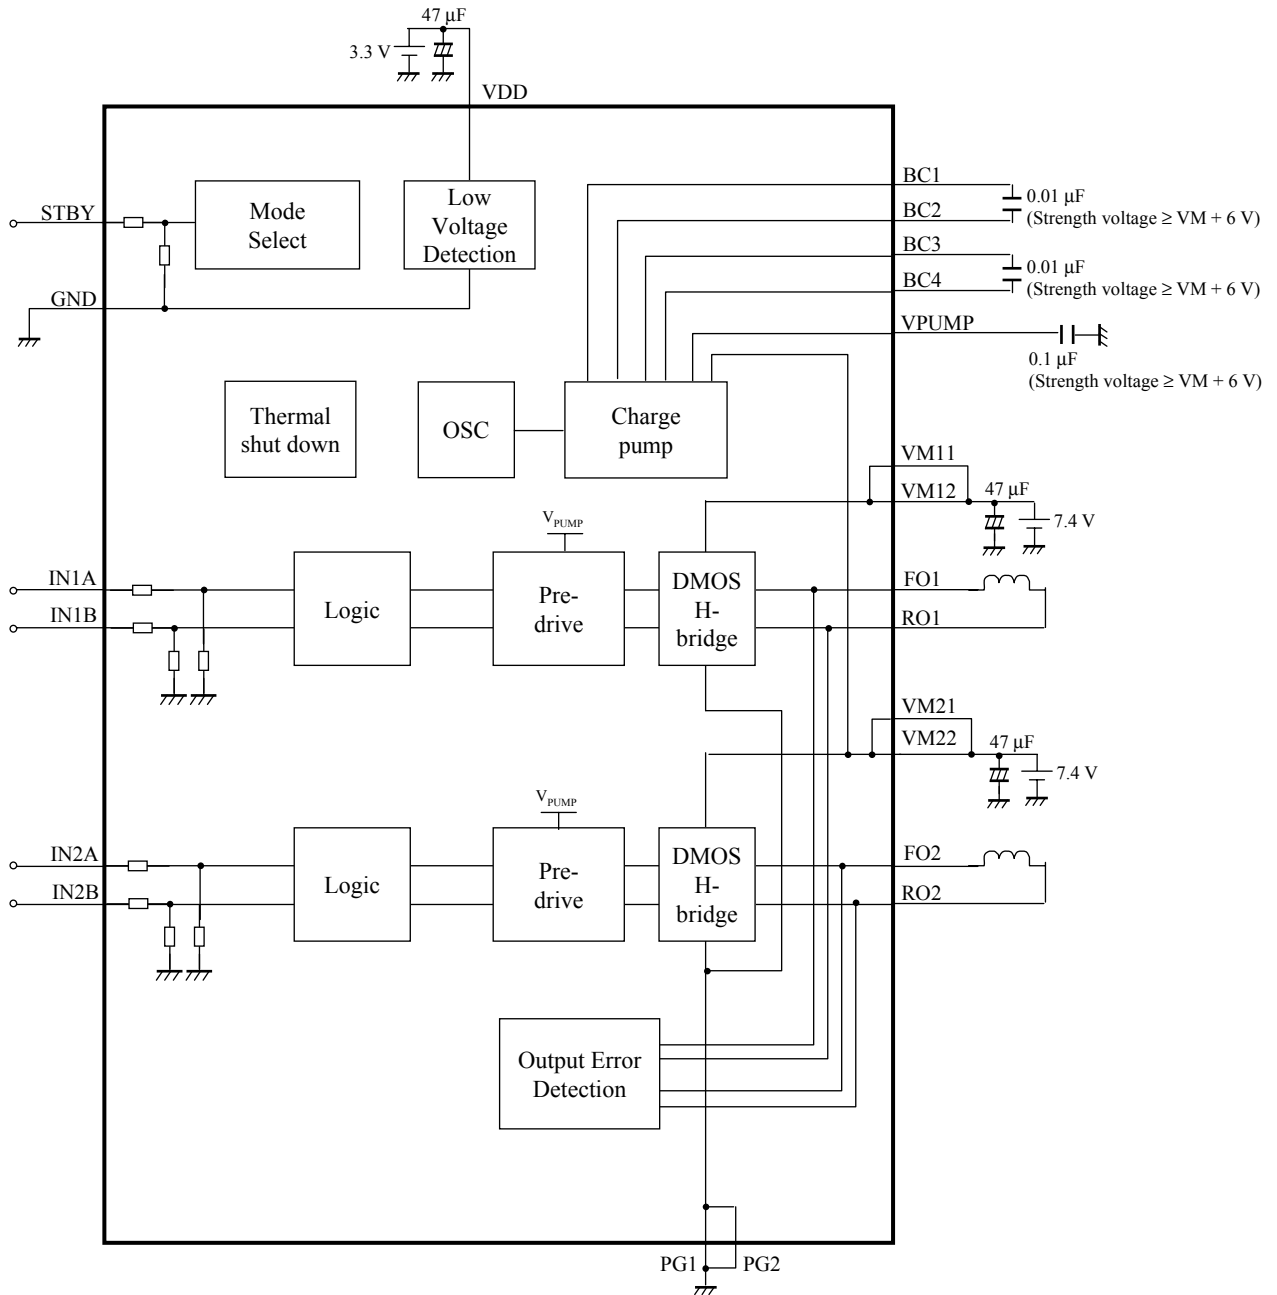 47 µF
3.3 V
VDD
BC1
0.01 µF
(Strength voltage ≥ VM + 6 V)
BC2
BC3
0.01 µF
(Strength voltage ≥ VM + 6 V)
BC4
VPUMP
0.1 µF
(Strength voltage ≥ VM + 6 V)
STBY
GND
Mode
Select
Low
Voltage
Detection
Thermal
shut down
OSC
Charge
pump
VM11
VM12
47 µF
7.4 V
IN1A
IN1B
Logic
VPUMP
Pre-
drive
DMOS
H-
bridge
FO1
RO1
VM21
VM22
47 µF
7.4 V
IN2A
IN2B
Logic
VPUMP
Pre-
drive
DMOS
H-
bridge
FO2
RO2
Output Error
Detection
PG1
PG2